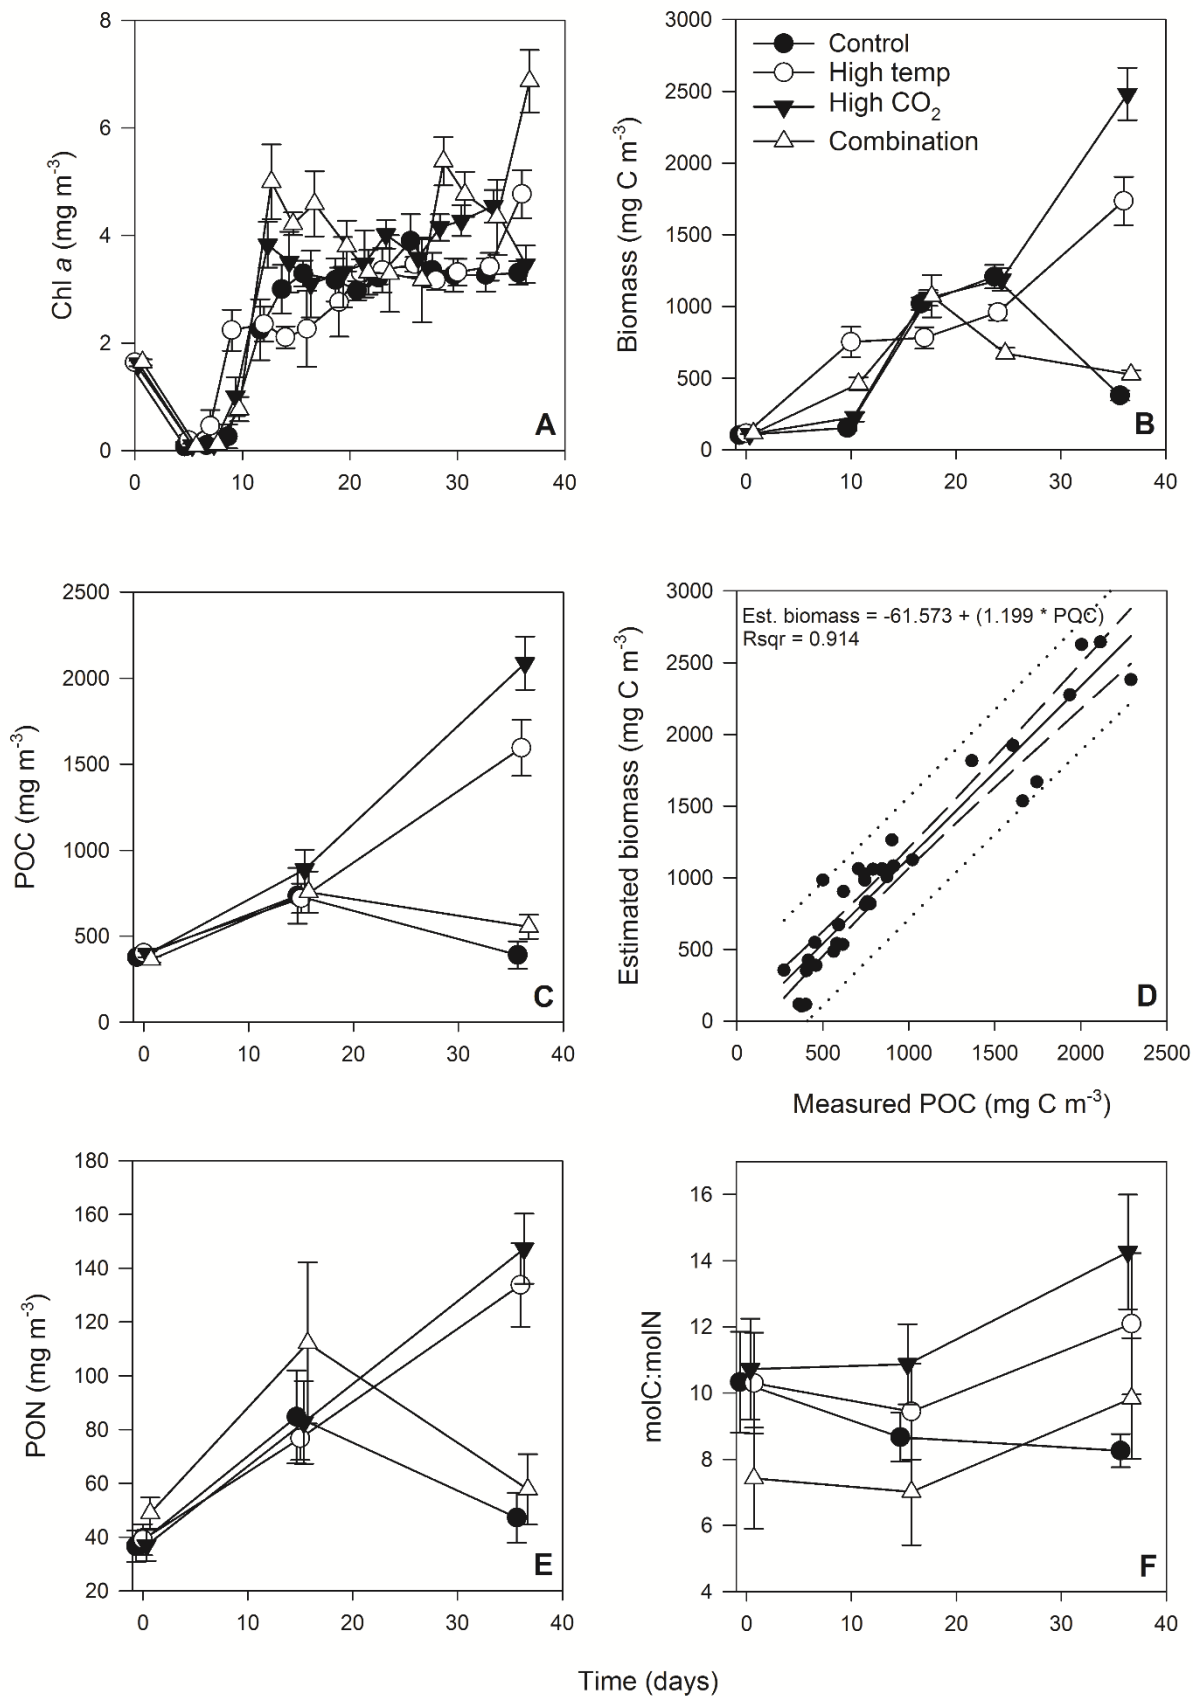 8
6
4
2
0
Chl a (mg m-3)
0 10 20 30 40
A
3000
2500
2000
1500
1000
500
0
Biomass (mg C m-3)
Control
High temp
High CO2
Combination
0 10 20 30 40
B
2500
2000
1500
1000
500
0
POC (mg m-3)
0 10 20 30 40
C
3000
2500
2000
1500
1000
500
0
Estimated biomass (mg C m-3)
Est. biomass = -61.573 + (1.199 * POC)
Rsqr = 0.914
0 500 1000 1500 2000 2500
Measured POC (mg C m-3)
D
180
160
140
120
100
80
60
40
20
PON (mg m-3)
0 10 20 30 40
E
16
14
12
10
8
6
4
molC:molN
0 10 20 30 40
F
Time (days)